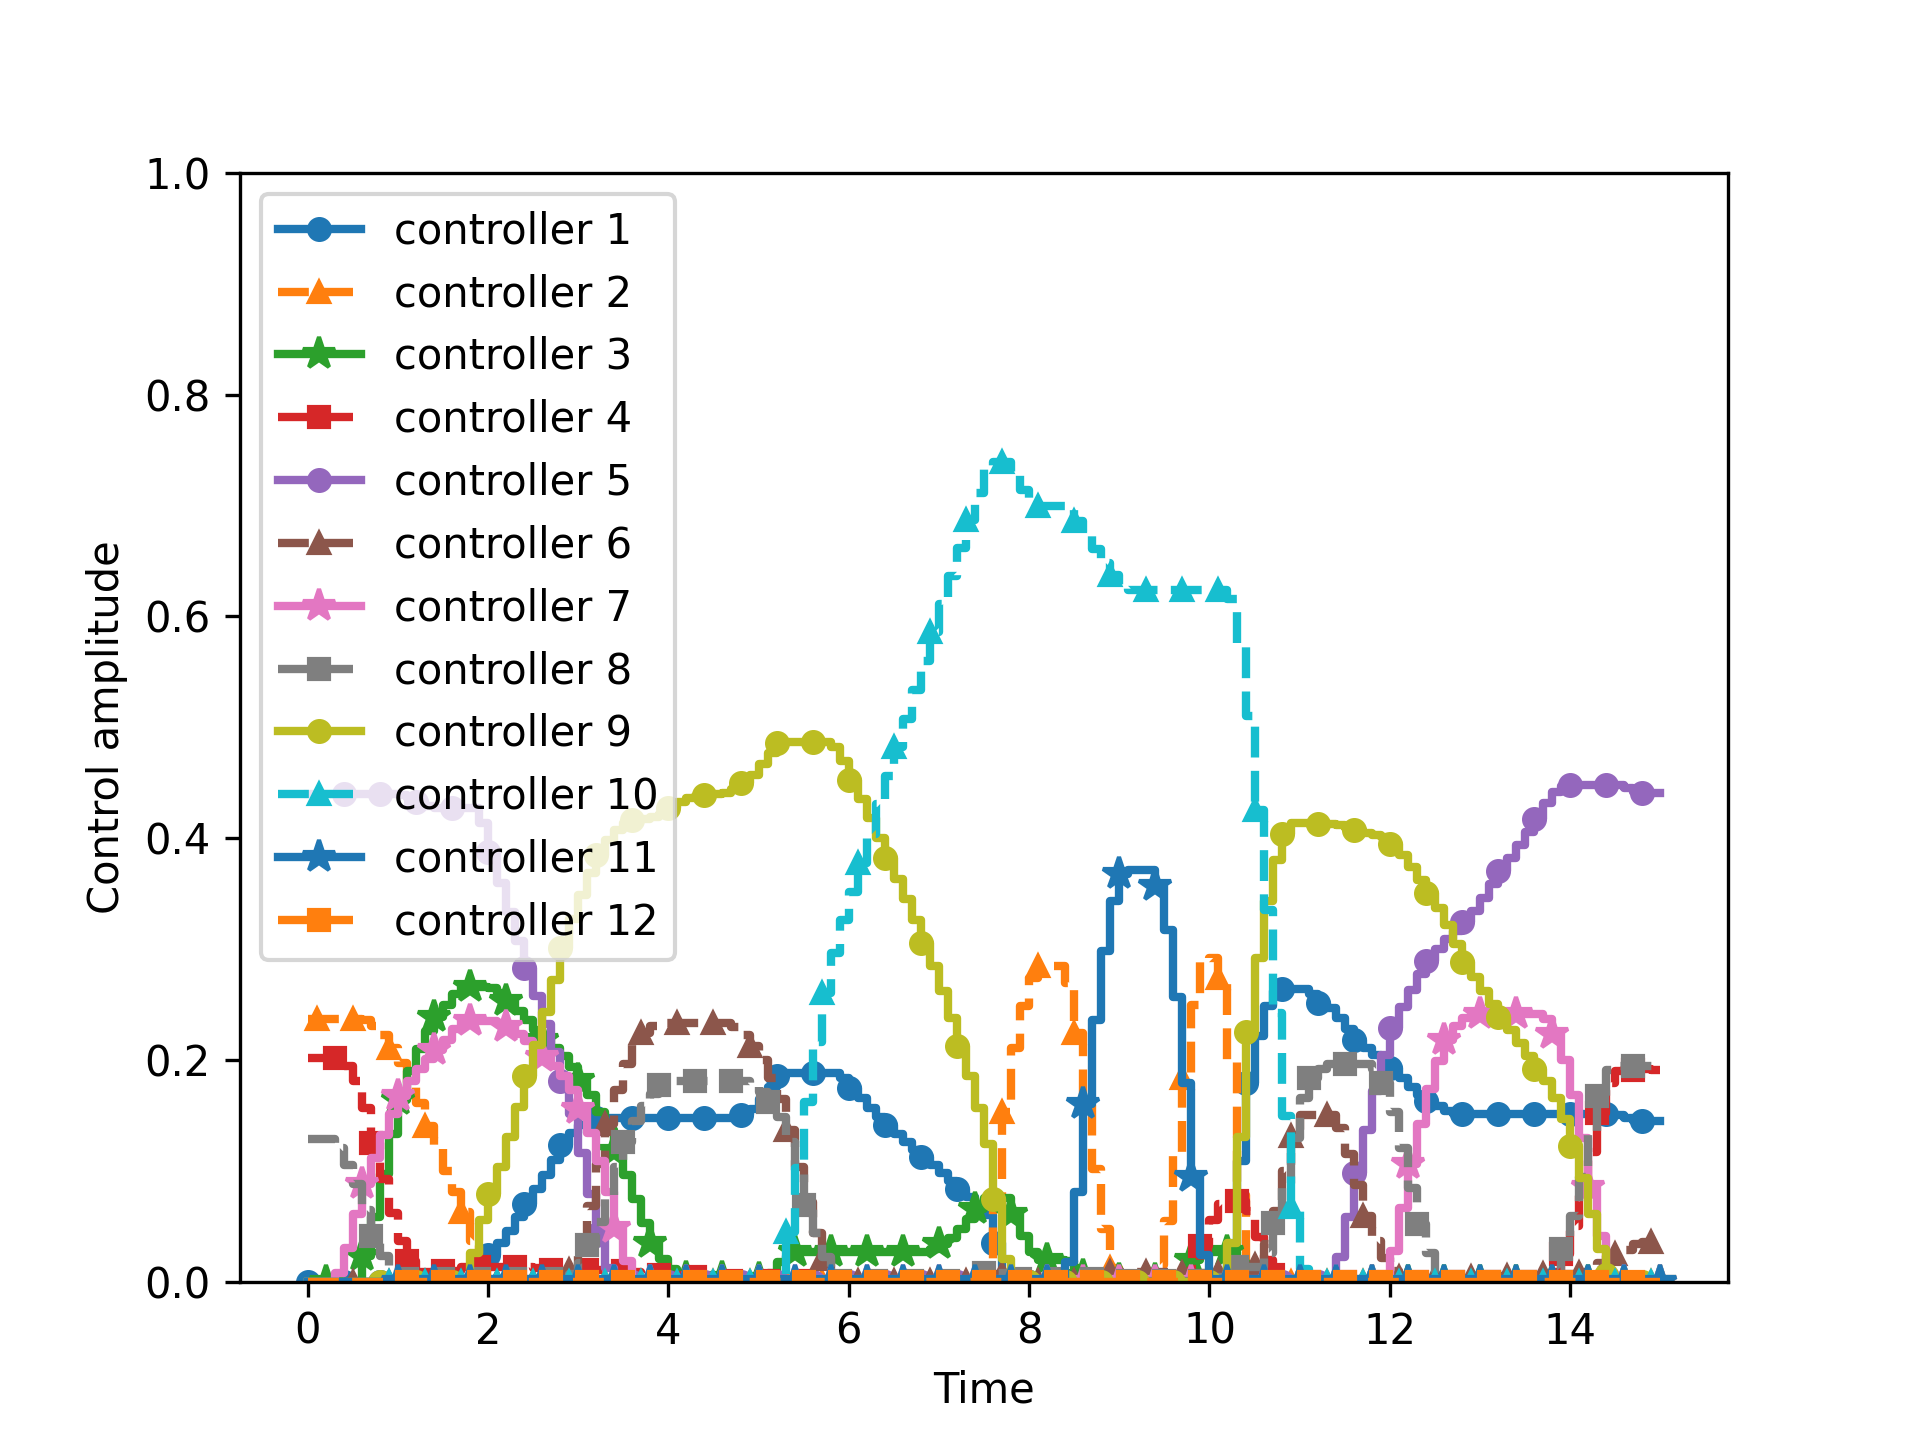 1.0
0.8
0.6
0.4
0.2
0.0
Control amplitude
controller 1
controller 2
controller 3
controller 4
controller 5
controller 6
controller 7
controller 8
controller 9
controller 10
controller 11
controller 12
0 2 4 6 8 10 12 14
Time